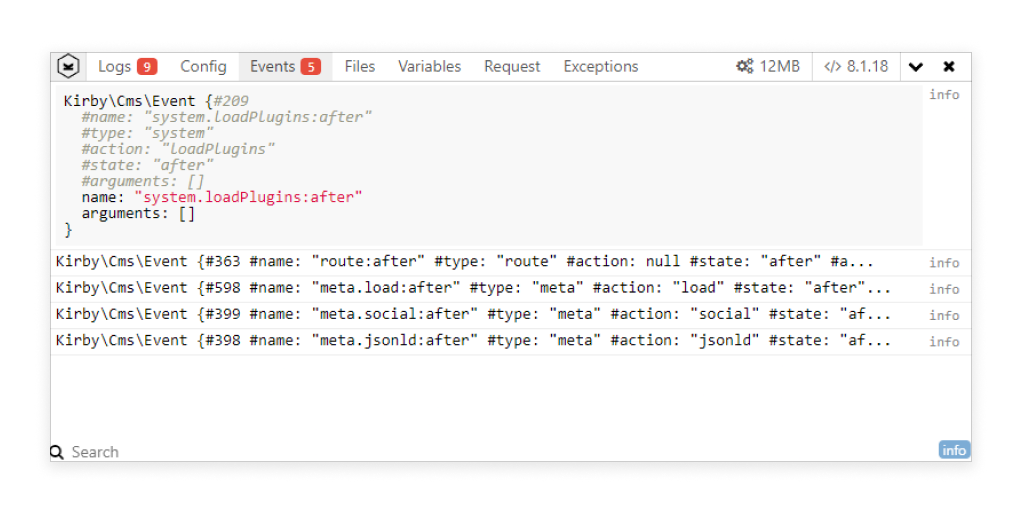 Logs 9 Config Events 5 Files Variables Request Exceptions 12MB </> 8.1.18
Kirby\Cms\Event {#209 info
#name: "system.loadPlugins:after"
#type: "system"
#action: "loadPlugins"
#state: "after"
#arguments: []
name: "system.loadPlugins:after"
arguments: []
}
Kirby\Cms\Event {#363 #name: "route:after" #type: "route" #action: null #state: "after" #a... info
Kirby\Cms\Event {#598 #name: "meta.load:after" #type: "meta" #action: "load" #state: "after"... info
Kirby\Cms\Event {#399 #name: "meta.social:after" #type: "meta" #action: "social" #state: "af... info
Kirby\Cms\Event {#398 #name: "meta.jsonld:after" #type: "meta" #action: "jsonld" #state: "af... info
Search info